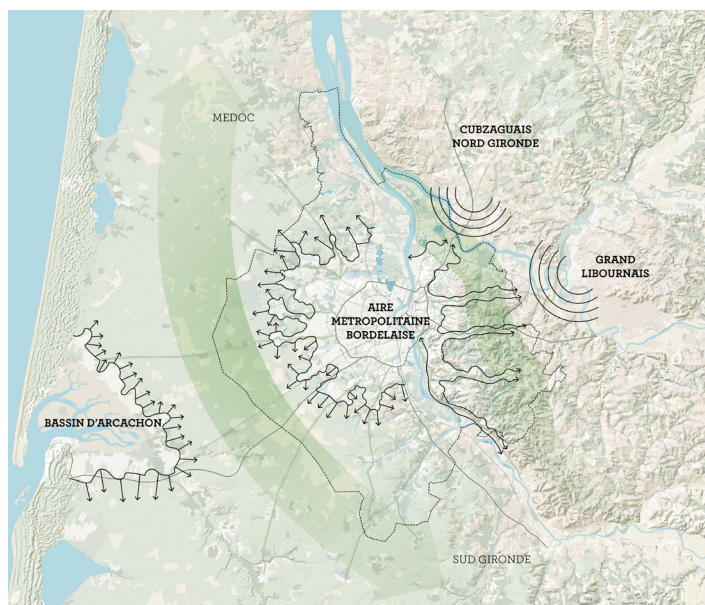 MEDOC
CUBZAGUAIS
NORD GIRONDE
GRAND
LIBOURNAIS
AIRE
METROPOLITAINE
BORDELAISE
BASSIN D'ARCACHON
SUD GIRONDE